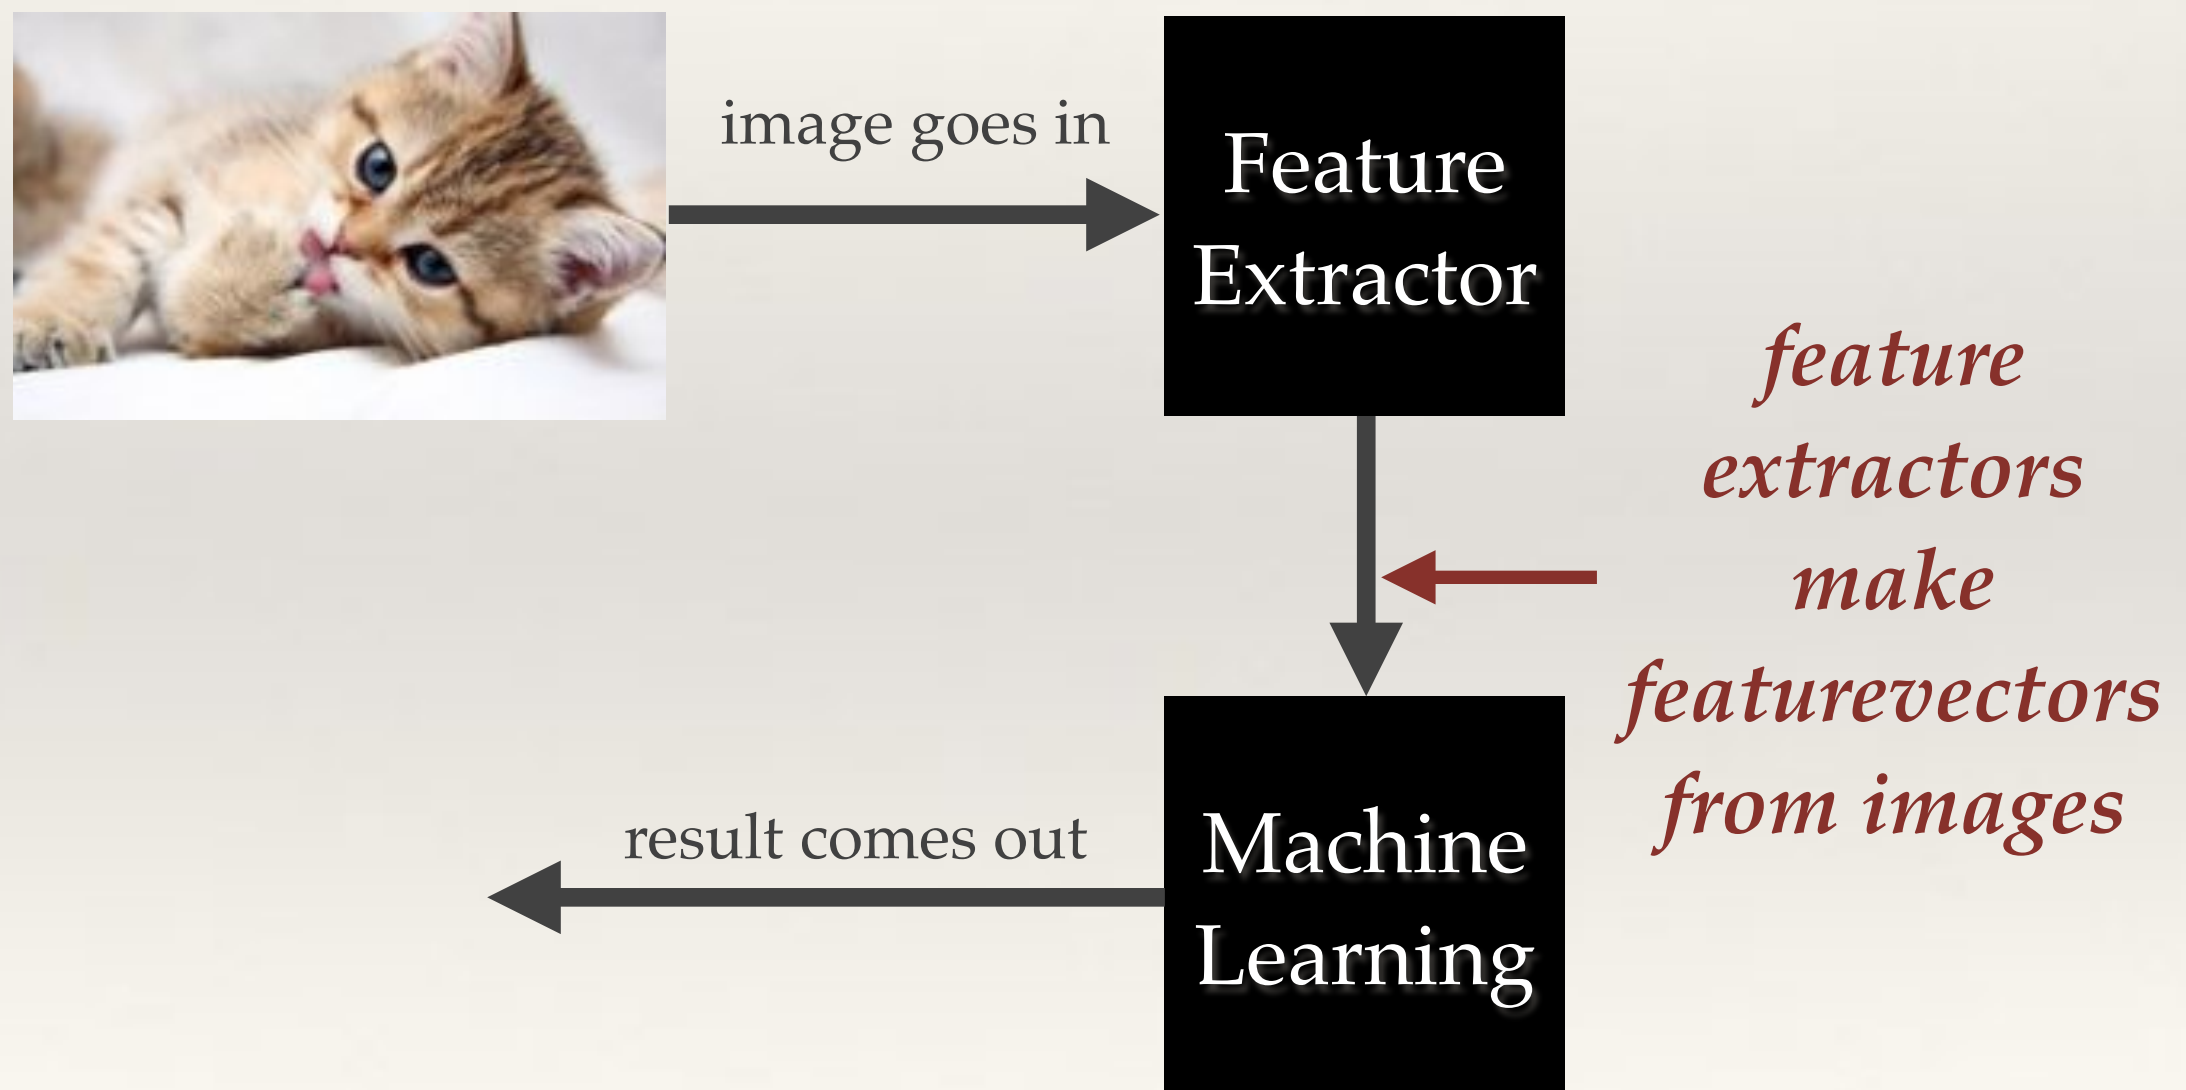 image goes in
Feature
Extractor
feature
extractors
make
featurevectors
from images
result comes out
Machine
Learning